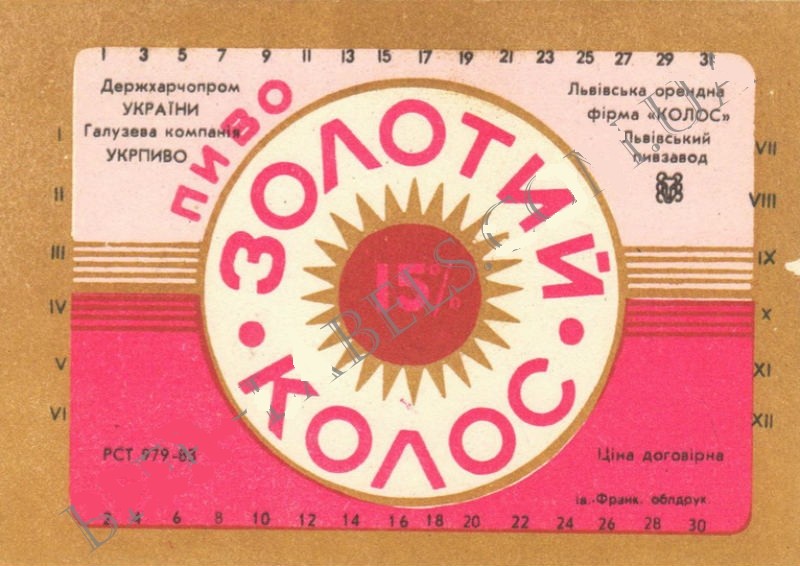 1 3 5 7 9 11 13 15 17 19 21 23 25 27 29 31
Держхарчопром
УКРАЇНИ
Галузева компанія
УКРПИВО
Львівська орендна
фірма «КОЛОС»
Львівський
пивзавод
ПИВО
ЗОЛОТИЙ
• КОЛОС •
15%
I
II
III
IV
V
VI
VII
VIII
IX
X
XI
XII
РСТ 979-83
Ціна договірна
Ів.-Франк. облдрук.
2 4 6 8 10 12 14 16 18 20 22 24 26 28 30